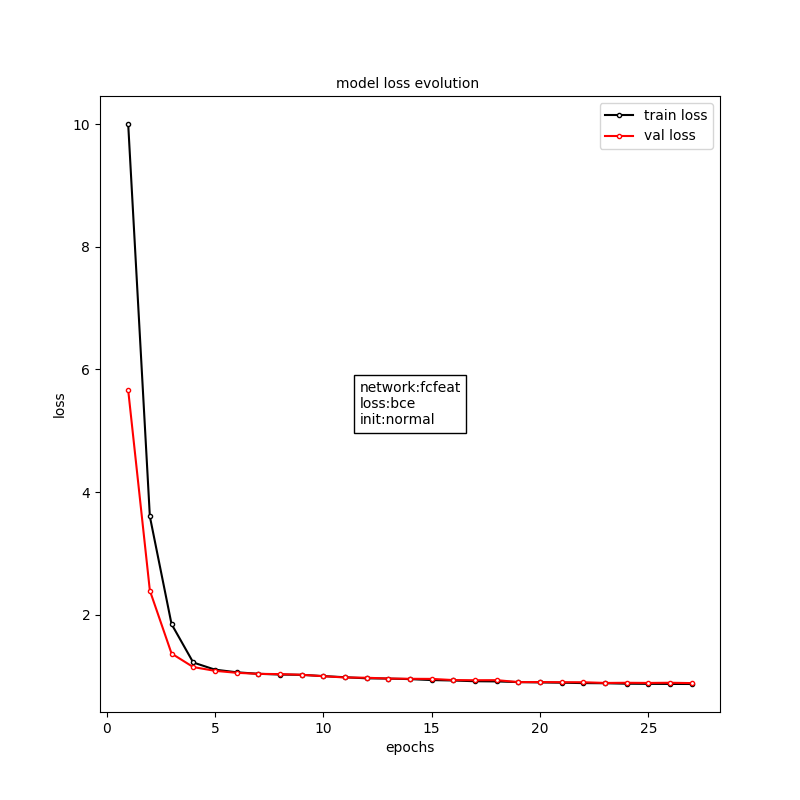 model loss evolution
train loss
val loss
10
8
6
4
2
loss
network:fcfeat
loss:bce
init:normal
0
5
10
15
20
25
epochs